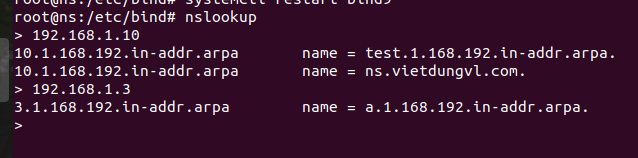 root@ns:/etc/bind# systemctl restart bind9
root@ns:/etc/bind# nslookup
> 192.168.1.10
10.1.168.192.in-addr.arpa name = test.1.168.192.in-addr.arpa.
10.1.168.192.in-addr.arpa name = ns.vietdungvl.com.
> 192.168.1.3
3.1.168.192.in-addr.arpa name = a.1.168.192.in-addr.arpa.
>